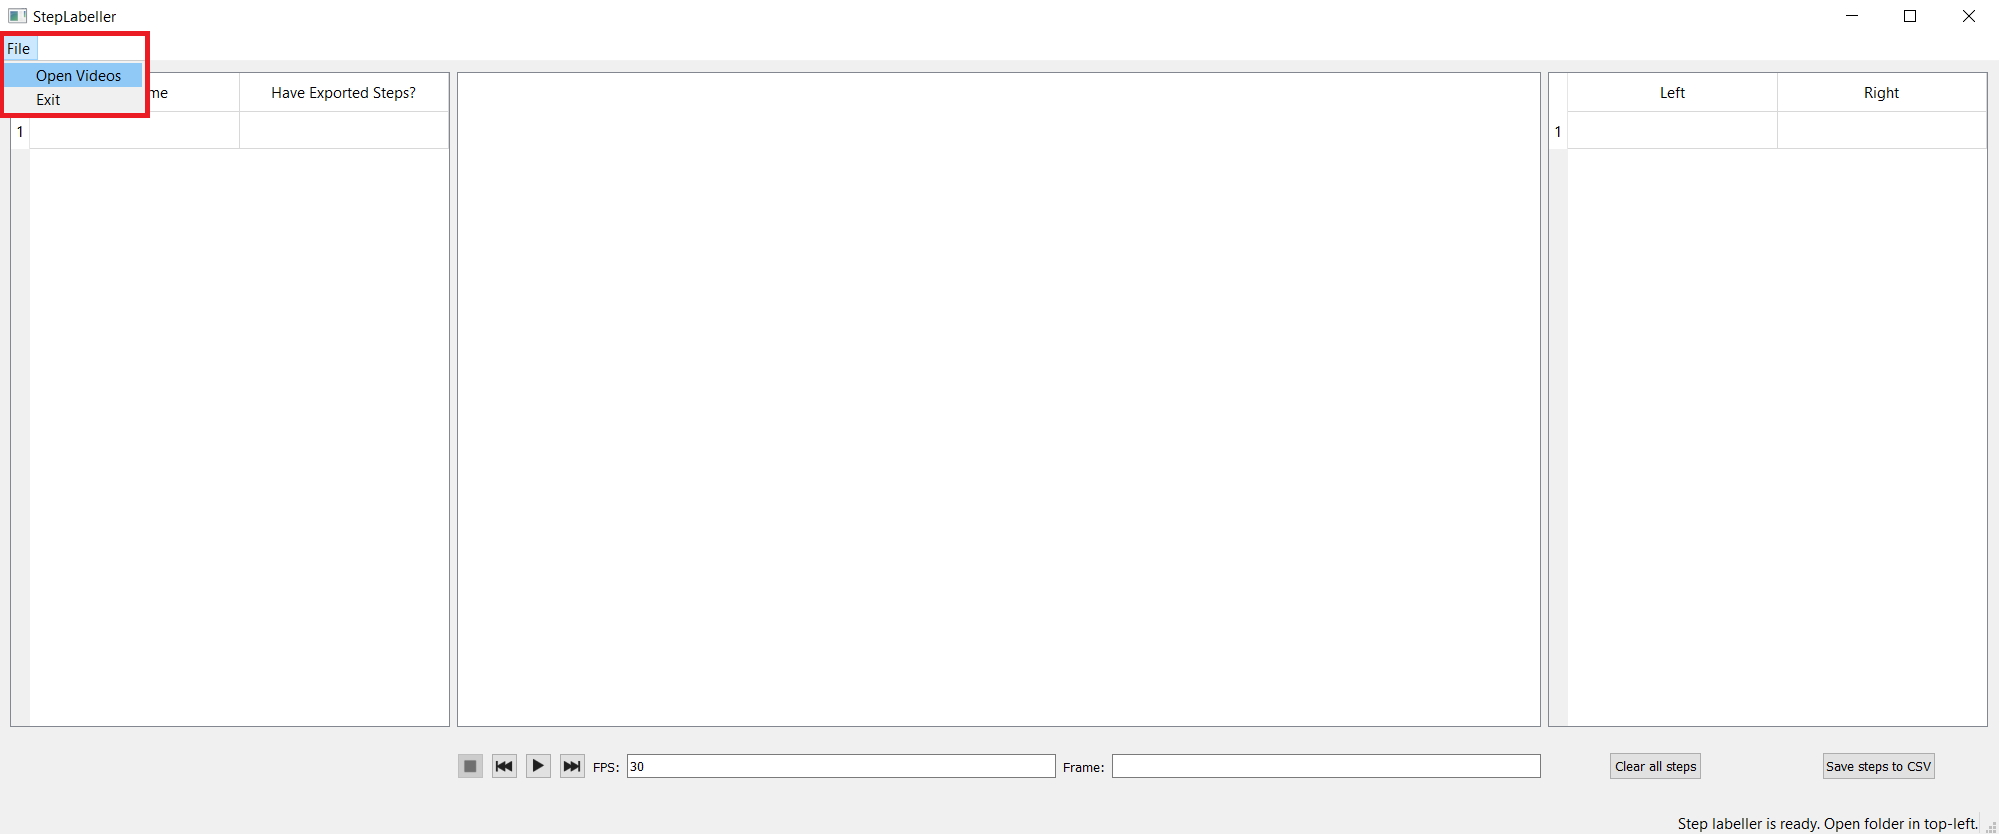 StepLabeller
File
Open Videos
Exit
Have Exported Steps?
1
Left
Right
1
FPS:
30
Frame:
Clear all steps
Save steps to CSV
Step labeller is ready. Open folder in top-left.